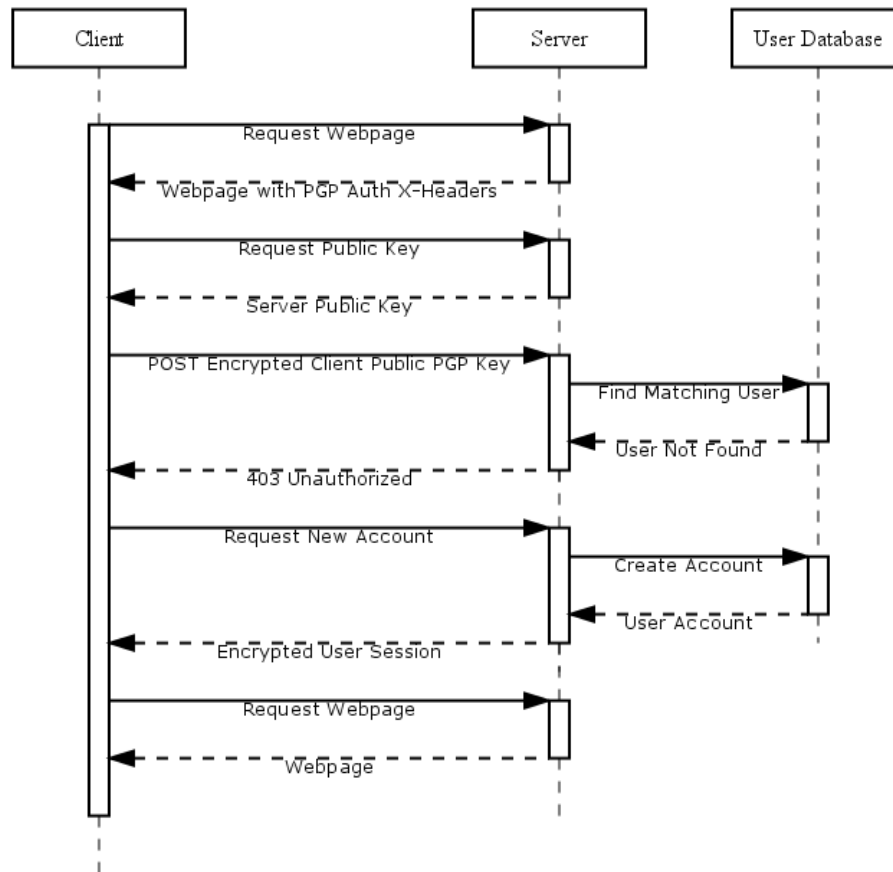 Client
Server
User Database
Request Webpage
Webpage with PGP Auth X-Headers
Request Public Key
Server Public Key
POST Encrypted Client Public PGP Key
Find Matching User
User Not Found
403 Unauthorized
Request New Account
Create Account
User Account
Encrypted User Session
Request Webpage
Webpage